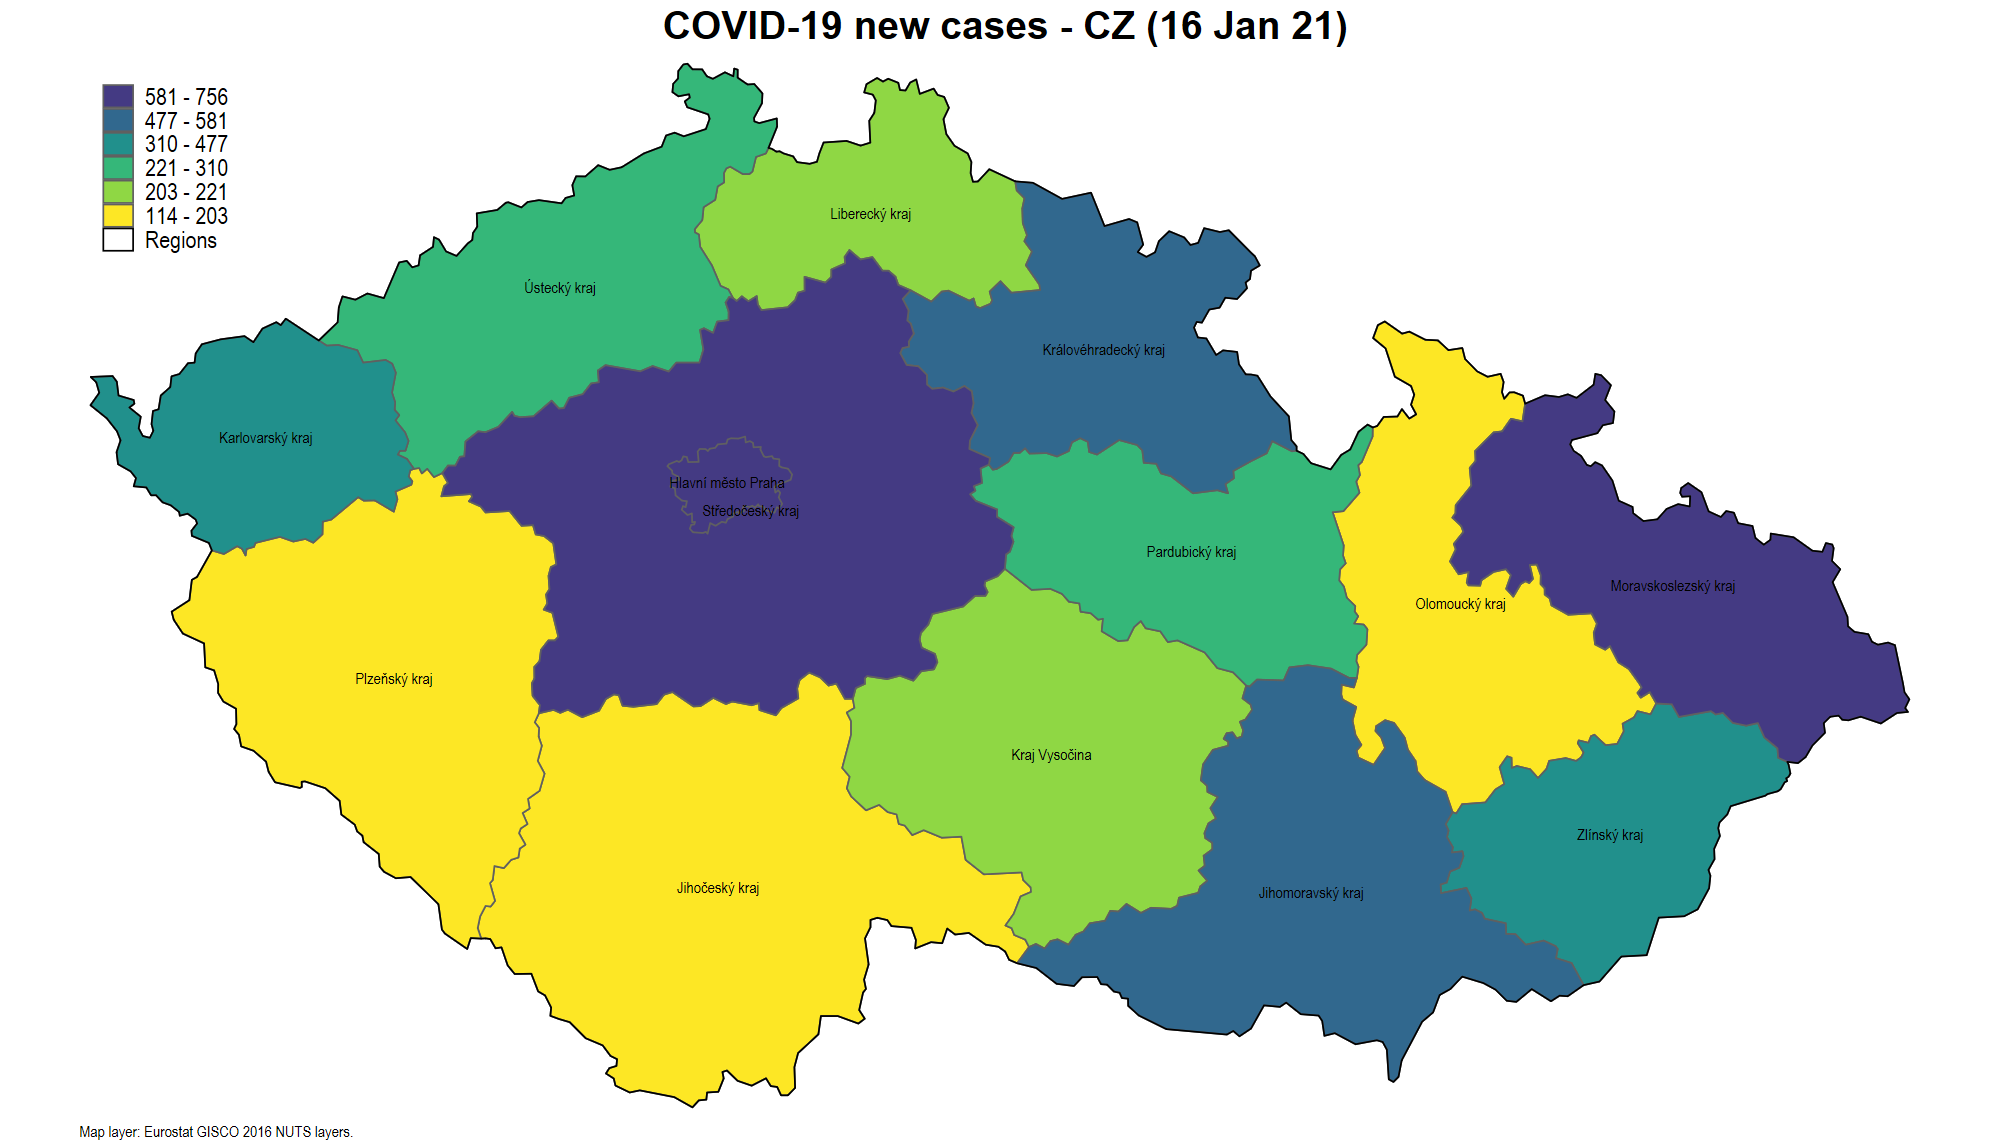 COVID-19 new cases - CZ (16 Jan 21)
581 - 756
477 - 581
310 - 477
221 - 310
203 - 221
114 - 203
Regions
Liberecký kraj
Ústecký kraj
Královéhradecký kraj
Karlovarský kraj
Hlavní město Praha
Středočeský kraj
Pardubický kraj
Moravskoslezský kraj
Olomoucký kraj
Plzeňský kraj
Kraj Vysočina
Zlínský kraj
Jihočeský kraj
Jihomoravský kraj
Map layer: Eurostat GISCO 2016 NUTS layers.